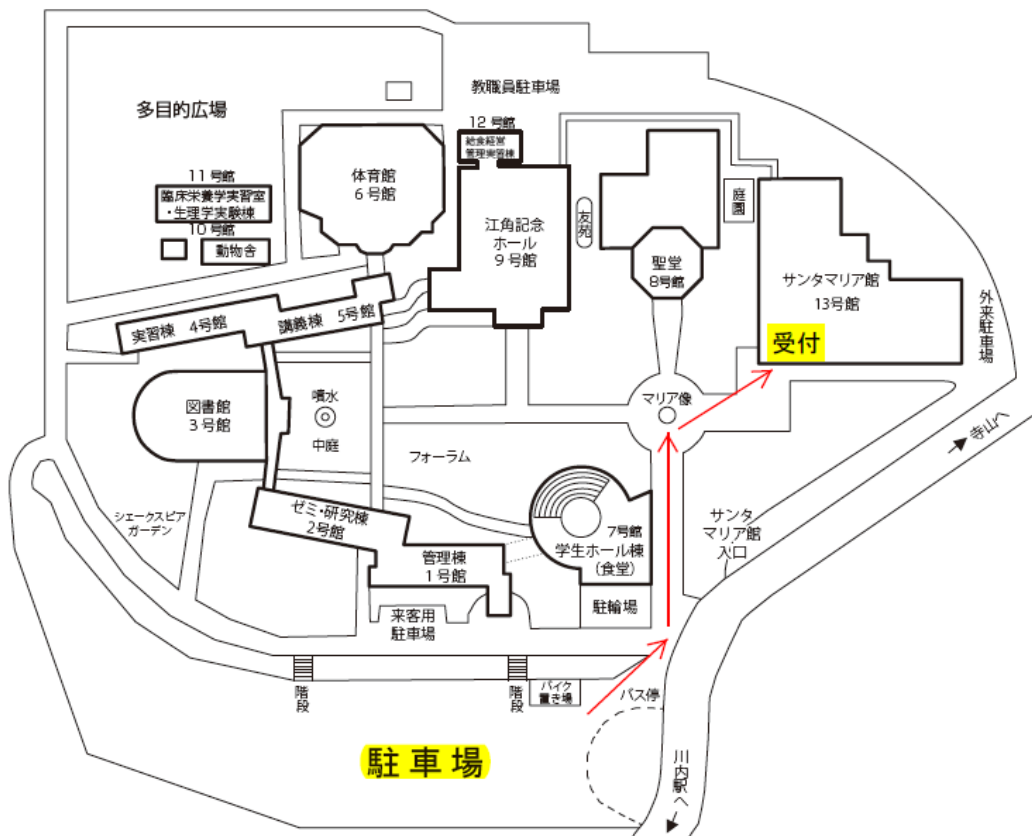 教職員駐車場
多目的広場
12 号館
給食経営
管理実習棟
体育館
6 号館
11 号館
臨床栄養学実習室
・生理学実験棟
10 号館
動物舎
江角記念
ホール
9 号館
友苑
庭園
聖堂
8号館
サンタマリア館
13号館
外来駐車場
受付
実習棟 4号館
講義棟 5号館
図書館
3 号館
噴水
中庭
マリア像
フォーラム
寺山へ
シェークスピア
ガーデン
ゼミ・研究棟
2号館
管理棟
1 号館
7号館
学生ホール棟
(食堂)
サンタ
マリア館
入口
来客用
駐車場
駐輪場
階段
階段
バイク
置き場
バス停
駐車場
川内駅へ